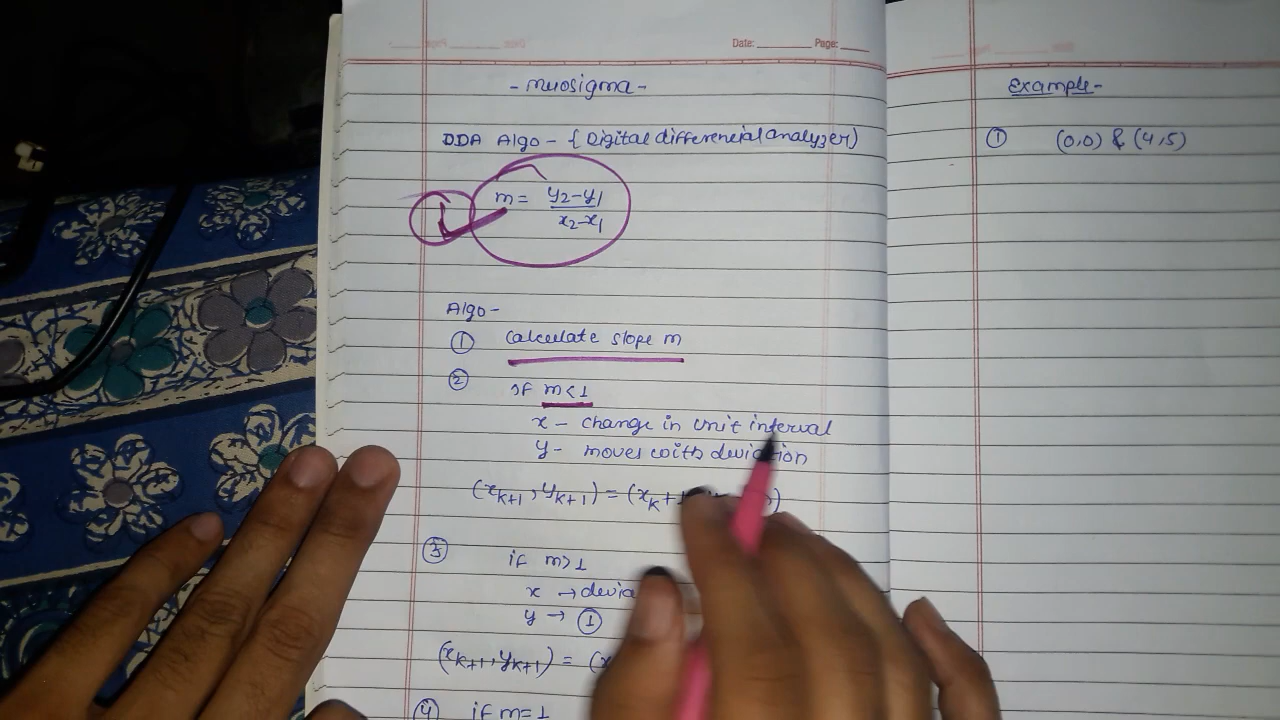 Date: Page:
- muosigma -
DDA Algo - { Digital differencial analyzer)
1 m = y2-y1
x2-x1
Algo -
① Calculate slope m
② If m<1
x - change in unit interval
y - moves with deviation
(xk+1, yk+1) = (xk+1
③ if m>1
x →devia
y → ①
(xk+1, yk+1) = (x
④ if m=1
Example -
① (0,0) & (4,5)